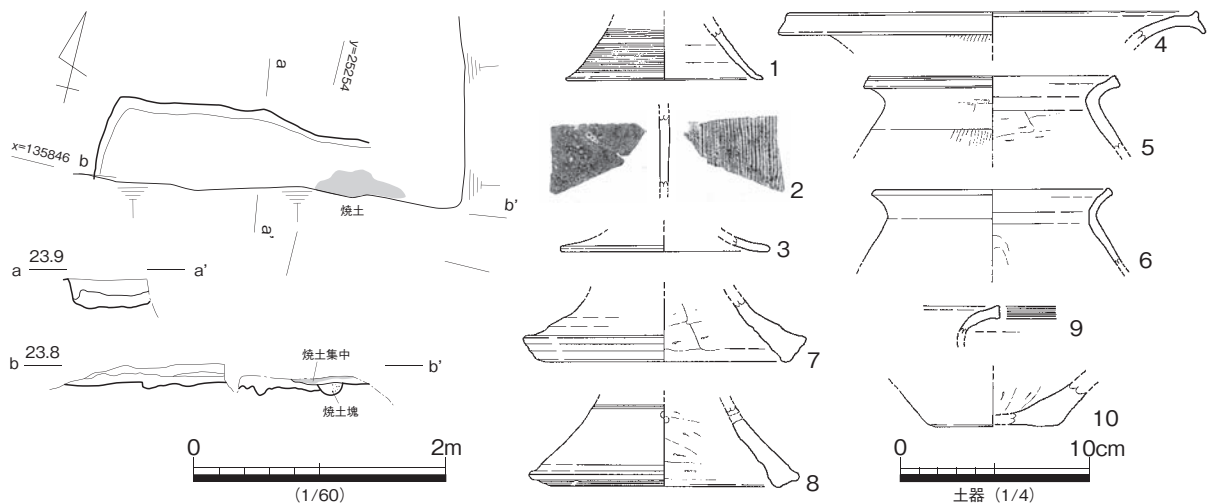 y=25254
a
x=135846
b
焼土
b'
a'
a 23.9 a'
b 23.8 b'
焼土集中
焼土塊
0 2m
(1/60)
1
2
3
7
8
4
5
6
9
10
0 10cm
土器 (1/4)